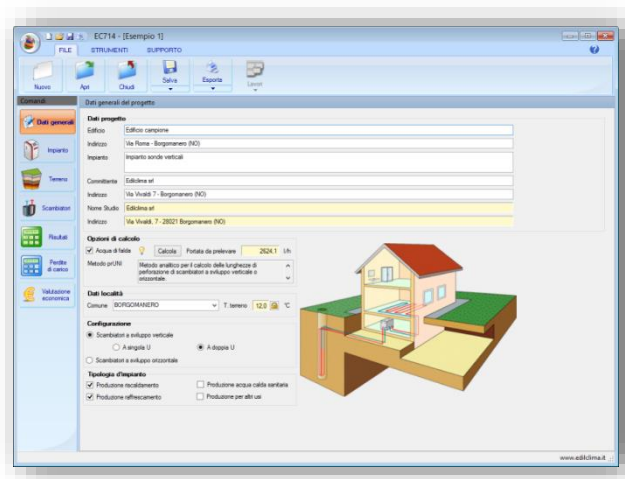 EC714 - [Esempio 1]
FILE STRUMENTI SUPPORTO
Nuovo Apri Chiudi Salva Esporta Lavori
Comandi
Dati generali del progetto
Dati generali
Impianto
Terreno
Scambiatori
Risultati
Perdite di carico
Valutazione economica
Dati progetto
Edificio Edificio campione
Indirizzo Via Roma - Borgomanero (NO)
Impianto Impianto sonde verticali
Committente Edilclima srl
Indirizzo Via Vivaldi 7 - Borgomanero (NO)
Nome Studio Edilclima srl
Indirizzo Via Vivaldi, 7 - 28021 Borgomanero (NO)
Opzioni di calcolo
Acqua di falda Calcola Portata da prelevare 2624,1 l/h
Metodo prUNI Metodo analitico per il calcolo delle lunghezze di
perforazione di scambiatori a sviluppo verticale o
orizzontale.
Dati località
Comune BORGOMANERO T. terreno 12,0 °C
Configurazione
Scambiatori a sviluppo verticale
A singola U A doppia U
Scambiatori a sviluppo orizzontale
Tipologia d'impianto
Produzione riscaldamento Produzione acqua calda sanitaria
Produzione raffrescamento Produzione per altri usi
www.edilclima.it